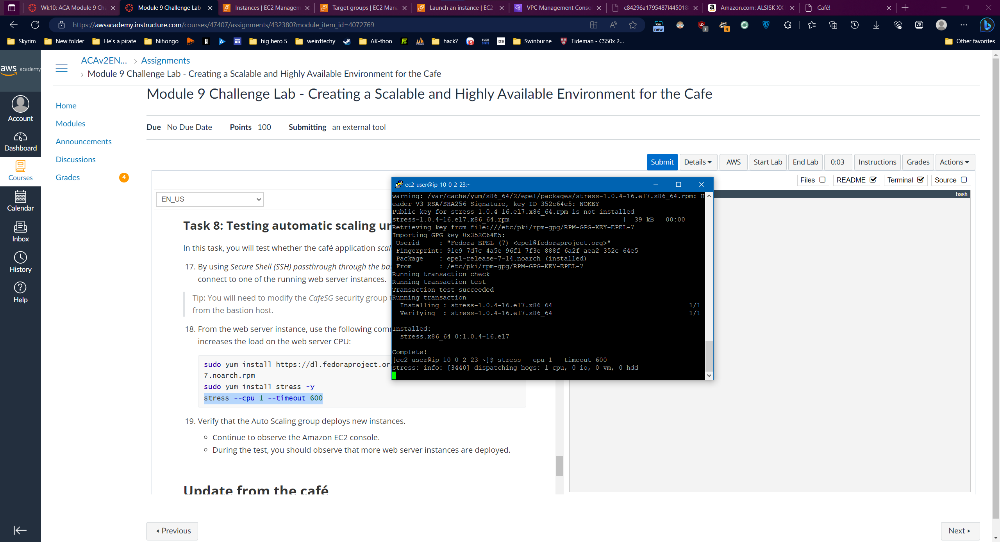 Wk10: ACA Module 9 Cha
Module 9 Challenge Lab
Instances | EC2 Managem
Target groups | EC2 Mana
Launch an instance | EC2
VPC Management Conso
c84296a1795487l445018
Amazon.com: ALSISK XX
Café!
https://awsacademy.instructure.com/courses/47407/assignments/432380?module_item_id=4072769
new
7
4
Skyrim
New folder
He's a pirate
Nihongo
big hero 5
weirdtechy
AK-thon
hack?
DS
Swinburne
Tideman - CS50x 2...
Other favorites
aws academy
ACAv2EN... › Assignments
› Module 9 Challenge Lab - Creating a Scalable and Highly Available Environment for the Cafe
Account
Dashboard
Courses
Calendar
Inbox
History
Help
Home
Modules
Announcements
Discussions
Grades 4
Module 9 Challenge Lab - Creating a Scalable and Highly Available Environment for the Cafe
Due No Due Date Points 100 Submitting an external tool
Submit Details AWS Start Lab End Lab 0:03 Instructions Grades Actions
Files README Terminal Source
bash
EN_US
Task 8: Testing automatic scaling un
In this task, you will test whether the café application scal
17. By using Secure Shell (SSH) passthrough through the bas
connect to one of the running web server instances.
Tip: You will need to modify the CafeSG security group t
from the bastion host.
18. From the web server instance, use the following comm
increases the load on the web server CPU:
sudo yum install https://dl.fedoraproject.or
7.noarch.rpm
sudo yum install stress -y
stress --cpu 1 --timeout 600
19. Verify that the Auto Scaling group deploys new instances.
Continue to observe the Amazon EC2 console.
During the test, you should observe that more web server instances are deployed.
Update from the café
ec2-user@ip-10-0-2-23:~
warning: /var/cache/yum/x86_64/2/epel/packages/stress-1.0.4-16.el7.x86_64.rpm: H
eader V3 RSA/SHA256 Signature, key ID 352c64e5: NOKEY
Public key for stress-1.0.4-16.el7.x86_64.rpm is not installed
stress-1.0.4-16.el7.x86_64.rpm | 39 kB 00:00
Retrieving key from file:///etc/pki/rpm-gpg/RPM-GPG-KEY-EPEL-7
Importing GPG key 0x352C64E5:
Userid : "Fedora EPEL (7) <epel@fedoraproject.org>"
Fingerprint: 91e9 7d7c 4a5e 96f1 7f3e 888f 6a2f aea2 352c 64e5
Package : epel-release-7-14.noarch (installed)
From : /etc/pki/rpm-gpg/RPM-GPG-KEY-EPEL-7
Running transaction check
Running transaction test
Transaction test succeeded
Running transaction
Installing : stress-1.0.4-16.el7.x86_64 1/1
Verifying : stress-1.0.4-16.el7.x86_64 1/1
Installed:
stress.x86_64 0:1.0.4-16.el7
Complete!
[ec2-user@ip-10-0-2-23 ~]$ stress --cpu 1 --timeout 600
stress: info: [3440] dispatching hogs: 1 cpu, 0 io, 0 vm, 0 hdd
Previous
Next